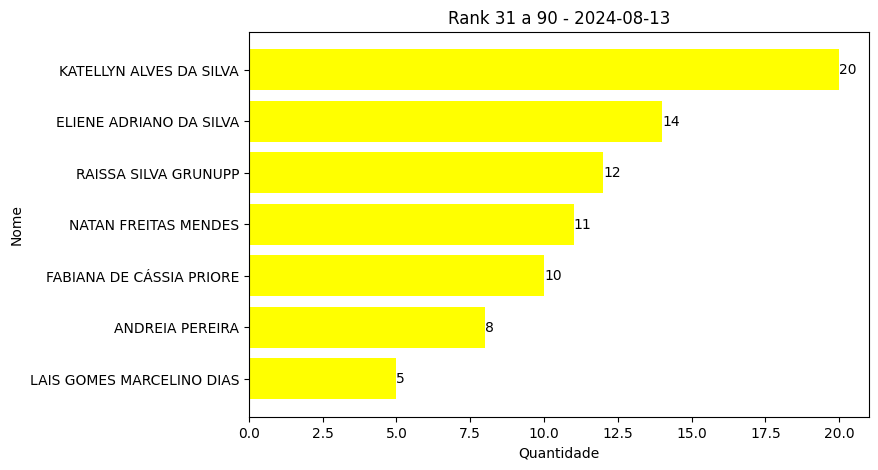 Rank 31 a 90 - 2024-08-13
Nome
KATELLYN ALVES DA SILVA 20
ELIENE ADRIANO DA SILVA 14
RAISSA SILVA GRUNUPP 12
NATAN FREITAS MENDES 11
FABIANA DE CÁSSIA PRIORE 10
ANDREIA PEREIRA 8
LAIS GOMES MARCELINO DIAS 5
0.0 2.5 5.0 7.5 10.0 12.5 15.0 17.5 20.0
Quantidade